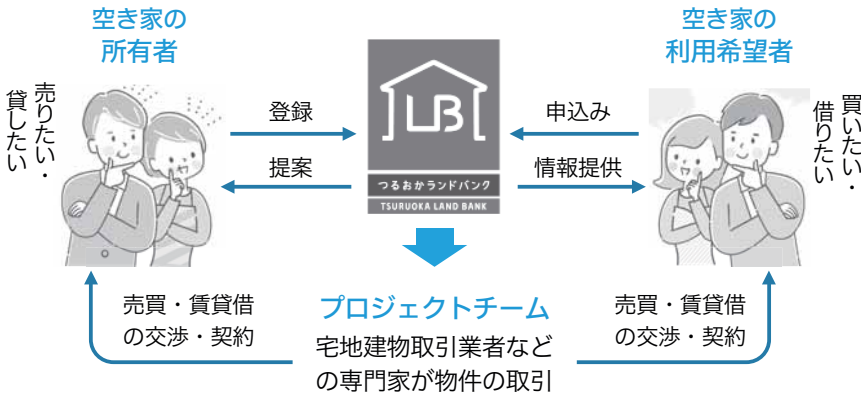 空き家の
所有者
売りたい・
貸したい
登録
提案
LB
つるおかランドバンク
TSURUOKA LAND BANK
申込み
情報提供
空き家の
利用希望者
買いたい・
借りたい
売買・賃貸借
の交渉・契約
プロジェクトチーム
宅地建物取引業者など
の専門家が物件の取引
売買・賃貸借
の交渉・契約